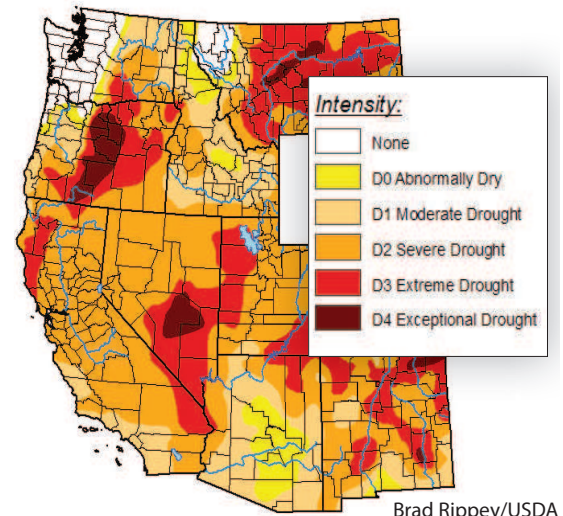 Intensity:
None
D0 Abnormally Dry
D1 Moderate Drought
D2 Severe Drought
D3 Extreme Drought
D4 Exceptional Drought
Brad Rippey/USDA